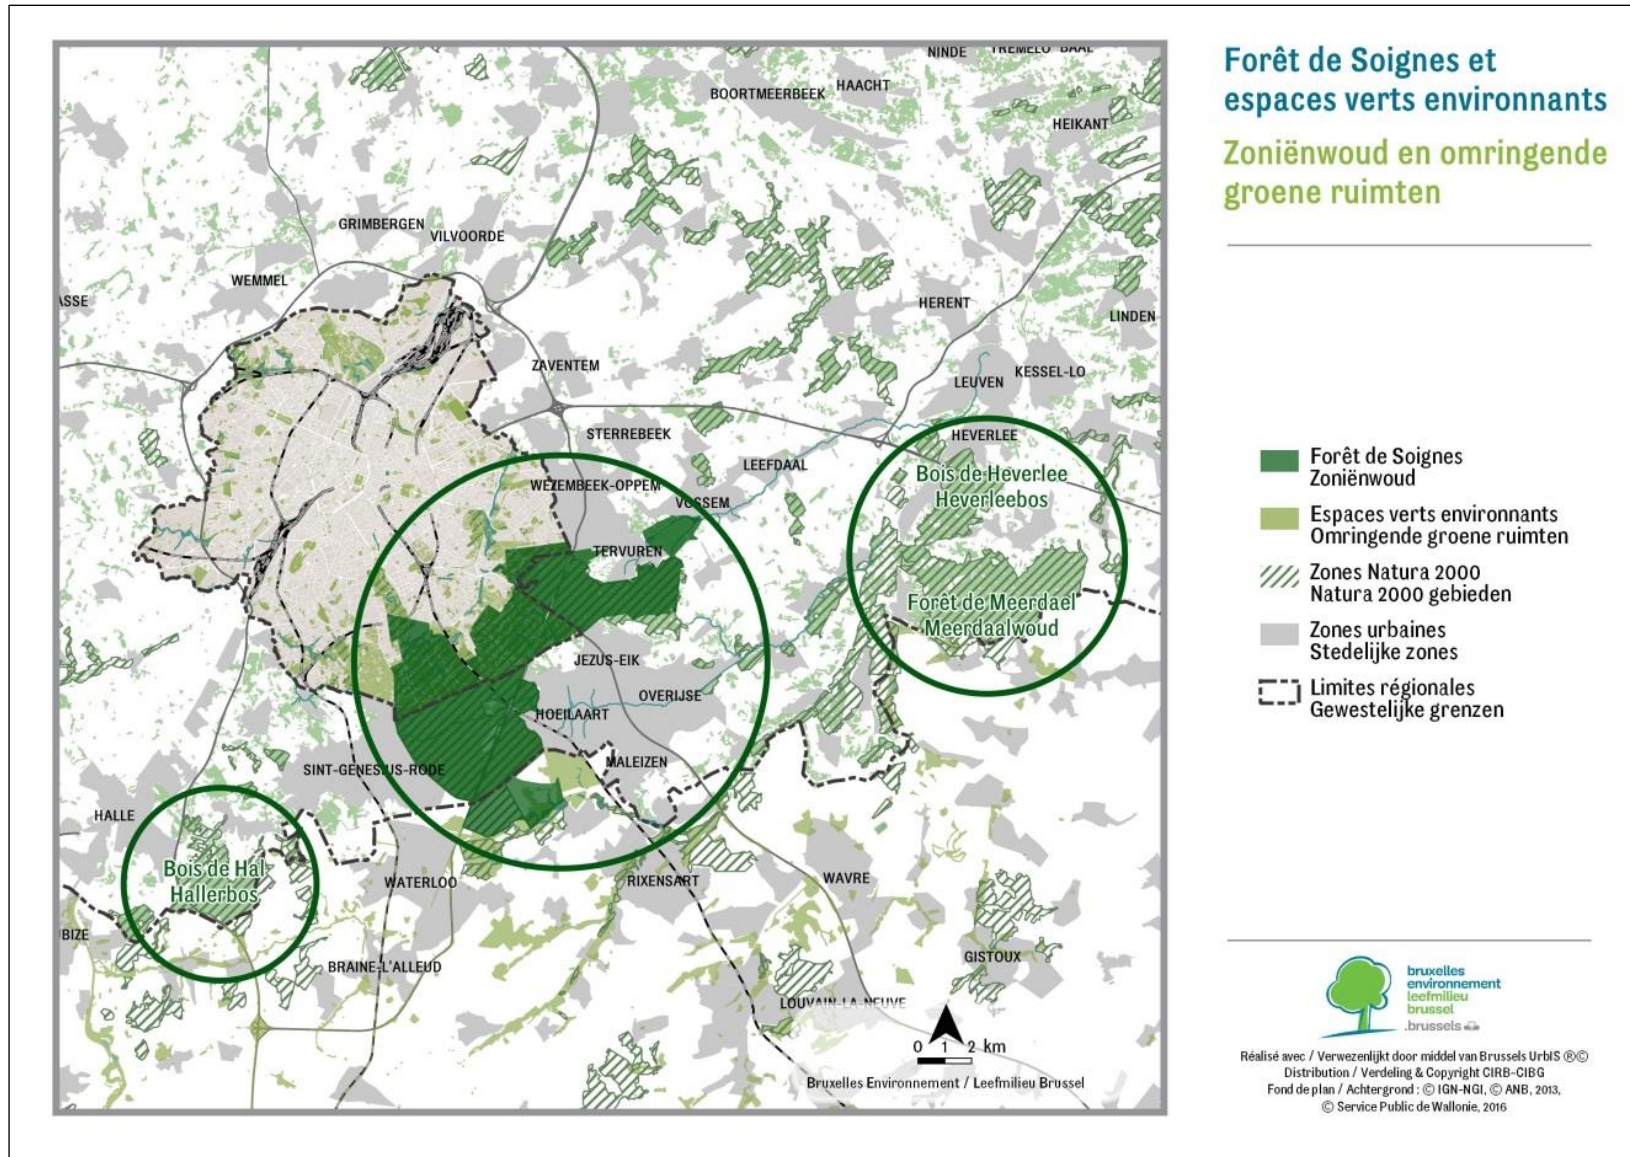 Forêt de Soignes et
espaces verts environnants
Zoniënwoud en omringende
groene ruimten
NINDE
TREMELO BAAL
BOORTMEERBEEK
HAACHT
HEIKANT
GRIMBERGEN
VILVOORDE
WEMMEL
ASSE
HERENT
LINDEN
ZAVENTEM
LEUVEN
KESSEL-LO
STERREBEEK
HEVERLEE
LEEFDAAL
WEZEMBEEK-OPPEM
VOSSEM
Bois de Heverlee
Heverleebos
TERVUREN
Forêt de Meerdael
Meerdaalwoud
JEZUS-EIK
OVERIJSE
HOEILAART
MALEIZEN
SINT-GENESIUS-RODE
HALLE
Bois de Hal
Hallerbos
WATERLOO
RIXENSART
WAVRE
UBIZE
BRAINE-L'ALLEUD
GISTOUX
LOUVAIN-LA-NEUVE
0 1 2 km
Bruxelles Environnement / Leefmilieu Brussel
Forêt de Soignes
Zoniënwoud
Espaces verts environnants
Omringende groene ruimten
Zones Natura 2000
Natura 2000 gebieden
Zones urbaines
Stedelijke zones
Limites régionales
Gewestelijke grenzen
bruxelles
environnement
leefmilieu
brussel
.brussels
Réalisé avec / Verwezenlijkt door middel van Brussels UrbIS ®©
Distribution / Verdeling & Copyright CIRB-CIBG
Fond de plan / Achtergrond : © IGN-NGI, © ANB, 2013,
© Service Public de Wallonie, 2016